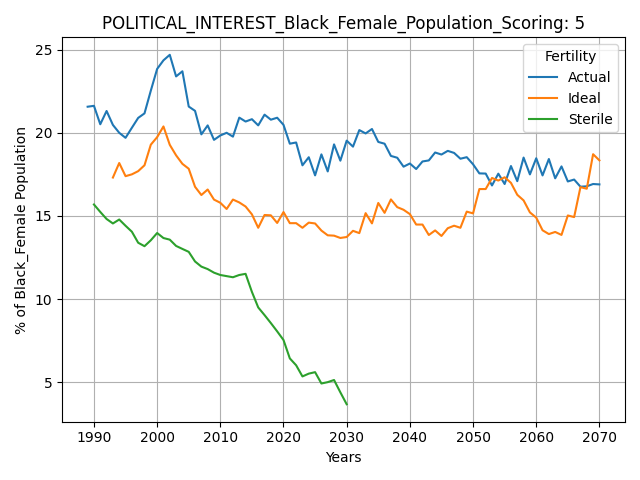 POLITICAL_INTEREST_Black_Female_Population_Scoring: 5
25
20
15
10
5
% of Black_Female Population
Fertility
Actual
Ideal
Sterile
1990 2000 2010 2020 2030 2040 2050 2060 2070
Years